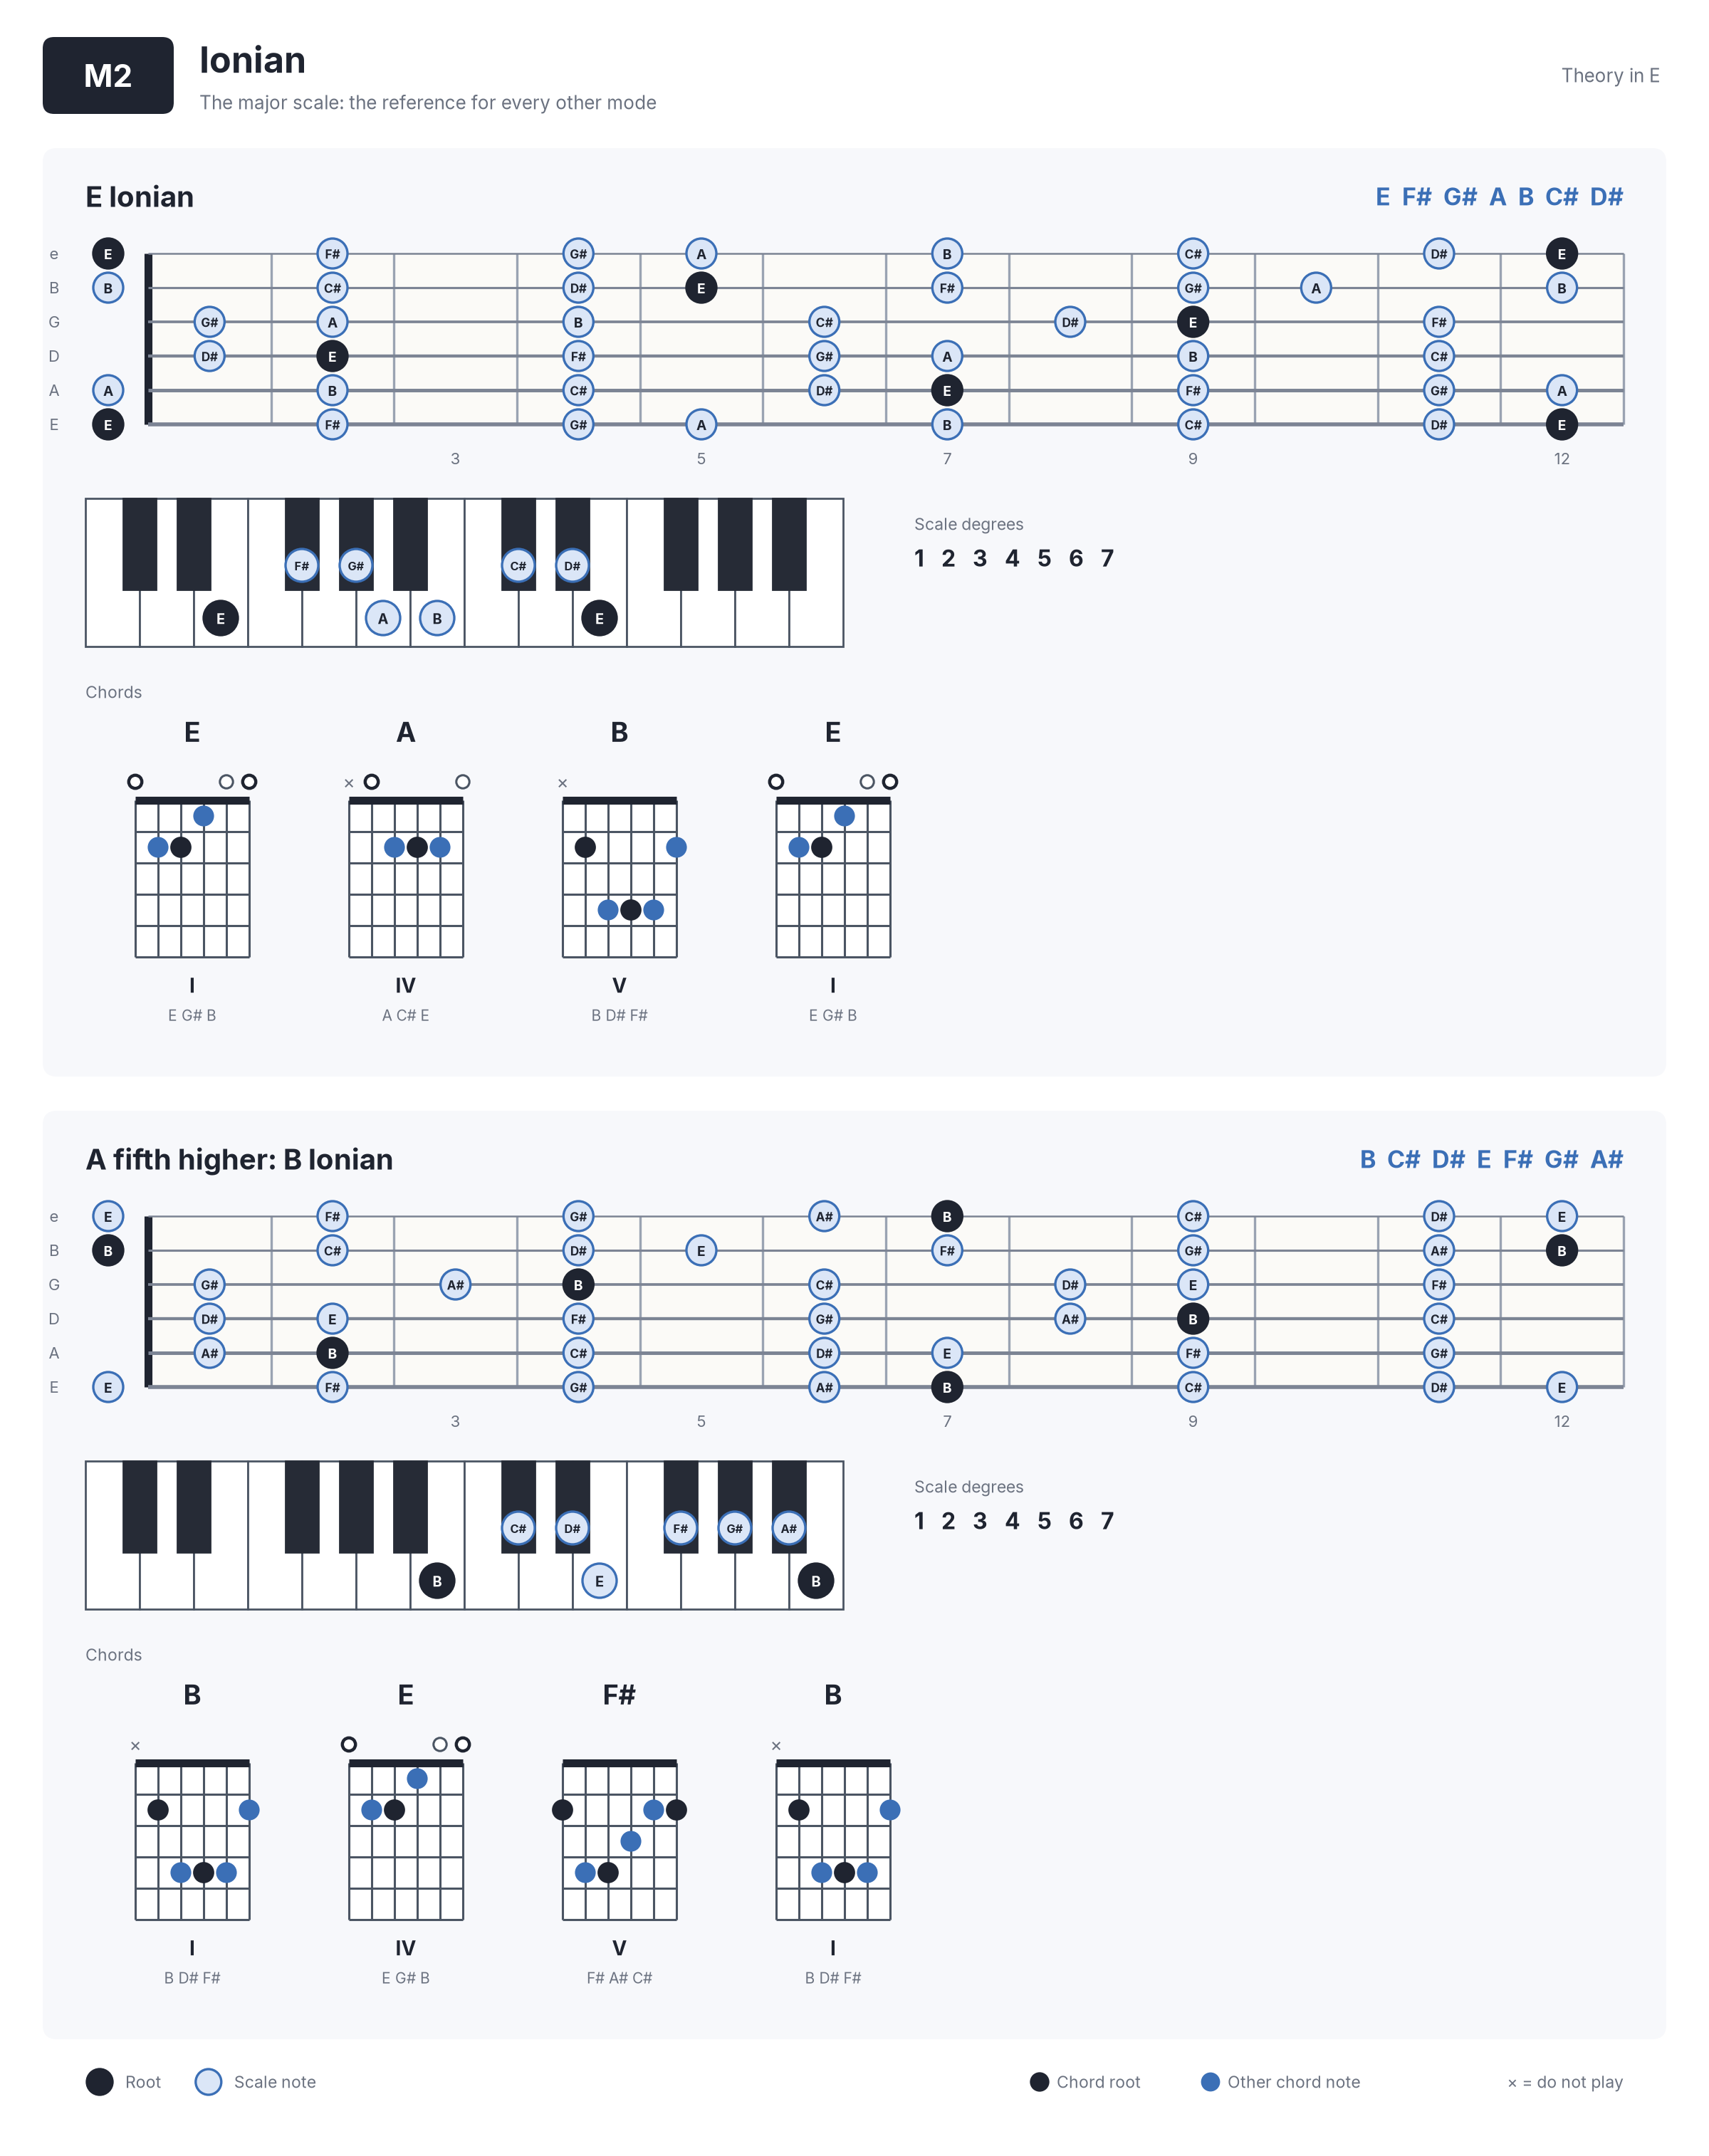 M2
Ionian
The major scale: the reference for every other mode
Theory in E
E Ionian
E F# G# A B C# D#
e E F# G# A B C# D# E
B B C# D# E F# G# A B
G G# A B C# D# E F#
D D# E F# G# A B C#
A A B C# D# E F# G# A
E E F# G# A B C# D# E
3 5 7 9 12
F# G# C# D#
E A B E
Scale degrees
1 2 3 4 5 6 7
Chords
E A B E
× ×
I IV V I
E G# B A C# E B D# F# E G# B
A fifth higher: B Ionian
B C# D# E F# G# A#
e E F# G# A# B C# D# E
B B C# D# E F# G# A# B
G G# A# B C# D# E F#
D D# E F# G# A# B C#
A A# B C# D# E F# G#
E E F# G# A# B C# D# E
3 5 7 9 12
C# D# F# G# A#
B E B
Scale degrees
1 2 3 4 5 6 7
Chords
B E F# B
× ×
I IV V I
B D# F# E G# B F# A# C# B D# F#
Root Scale note Chord root Other chord note × = do not play